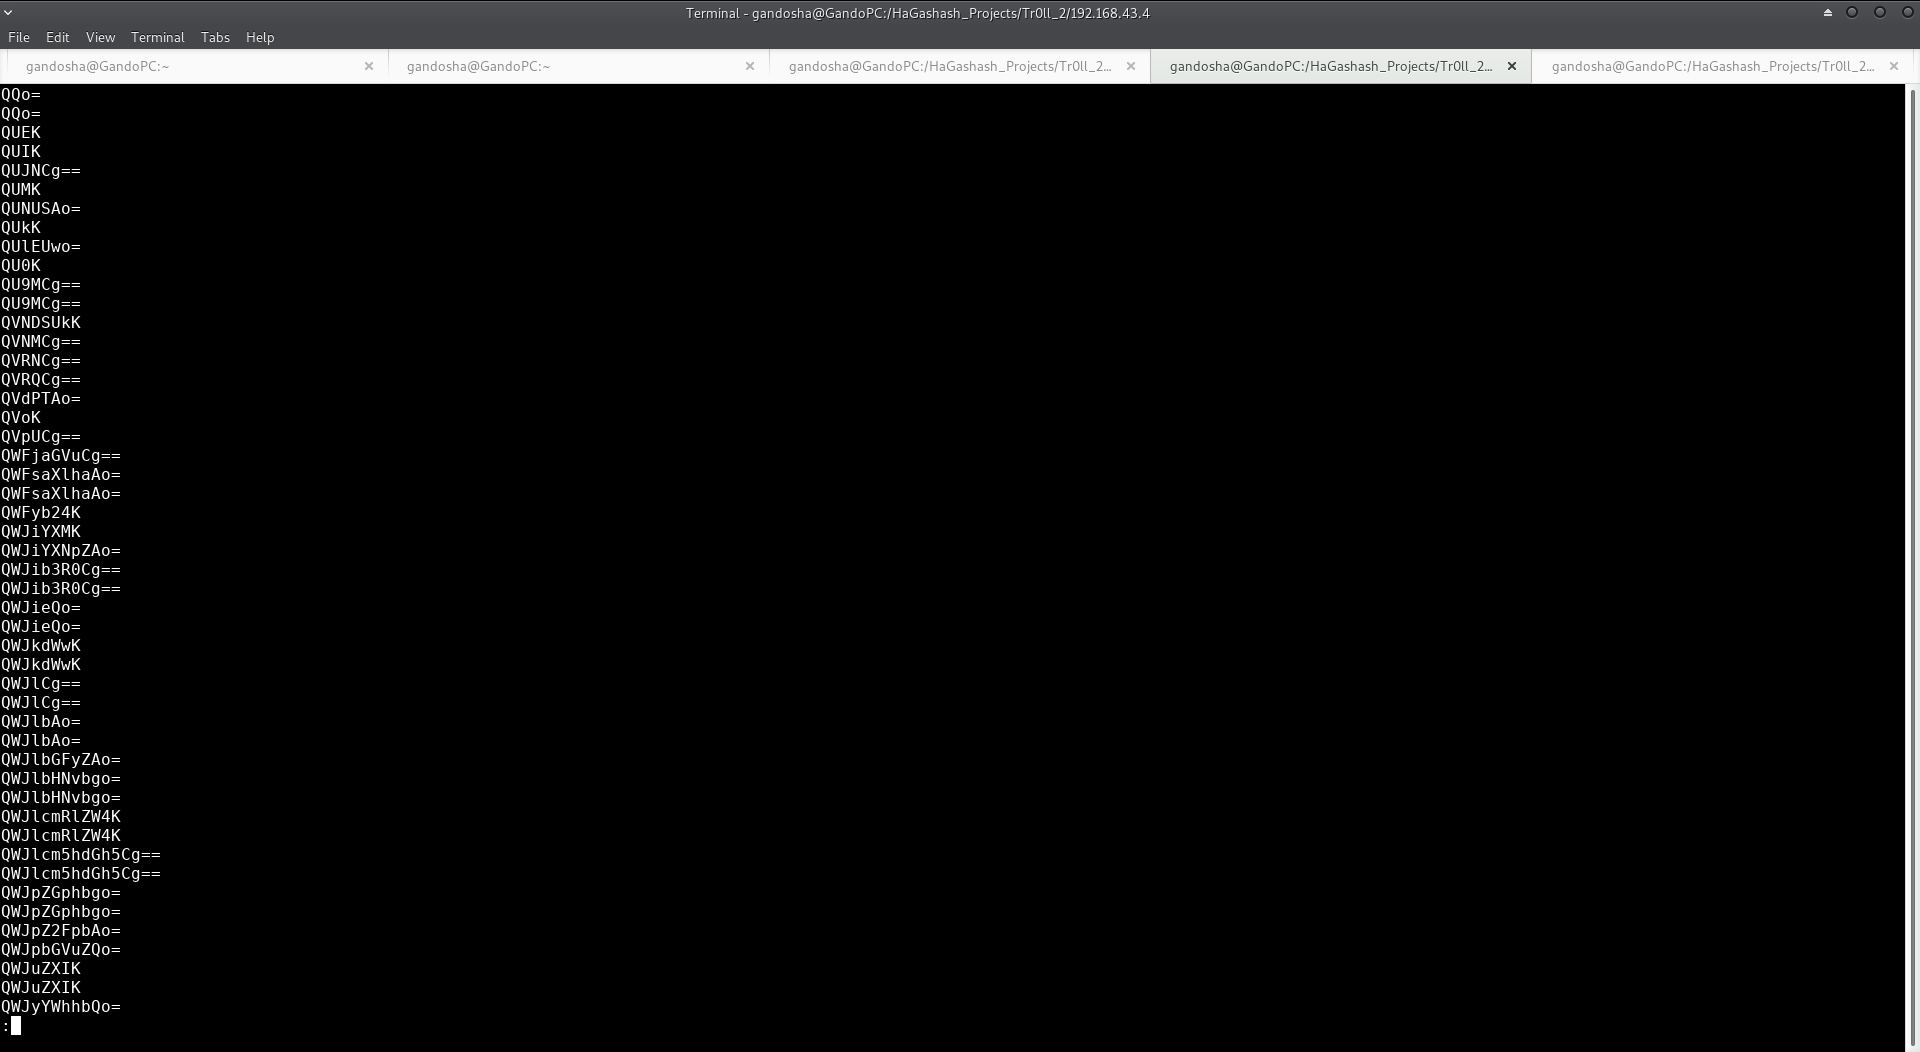 Terminal - gandosha@GandoPC:/HaGashash_Projects/Tr0ll_2/192.168.43.4
File Edit View Terminal Tabs Help
gandosha@GandoPC:~ gandosha@GandoPC:~ gandosha@GandoPC:/HaGashash_Projects/Tr0ll_2... gandosha@GandoPC:/HaGashash_Projects/Tr0ll_2... gandosha@GandoPC:/HaGashash_Projects/Tr0ll_2...
QQo=
QQo=
QUEK
QUIK
QUJNCg==
QUMK
QUNUSAo=
QUkK
QUlEUwo=
QU0K
QU9MCg==
QU9MCg==
QVNDSUkK
QVNMCg==
QVRNCg==
QVRQCg==
QVdPTAo=
QVoK
QVpUCg==
QWFjaGVuCg==
QWFsaXlhaAo=
QWFsaXlhaAo=
QWFyb24K
QWJiYXMK
QWJiYXNpZAo=
QWJib3R0Cg==
QWJib3R0Cg==
QWJieQo=
QWJieQo=
QWJkdWwK
QWJkdWwK
QWJlCg==
QWJlCg==
QWJlbAo=
QWJlbAo=
QWJlbGFyZAo=
QWJlbHNvbgo=
QWJlbHNvbgo=
QWJlcmRlZW4K
QWJlcmRlZW4K
QWJlcm5hdGh5Cg==
QWJlcm5hdGh5Cg==
QWJpZGphbgo=
QWJpZGphbgo=
QWJpZ2FpbAo=
QWJpbGVuZQo=
QWJuZXIK
QWJuZXIK
QWJyYWhhbQo=
: